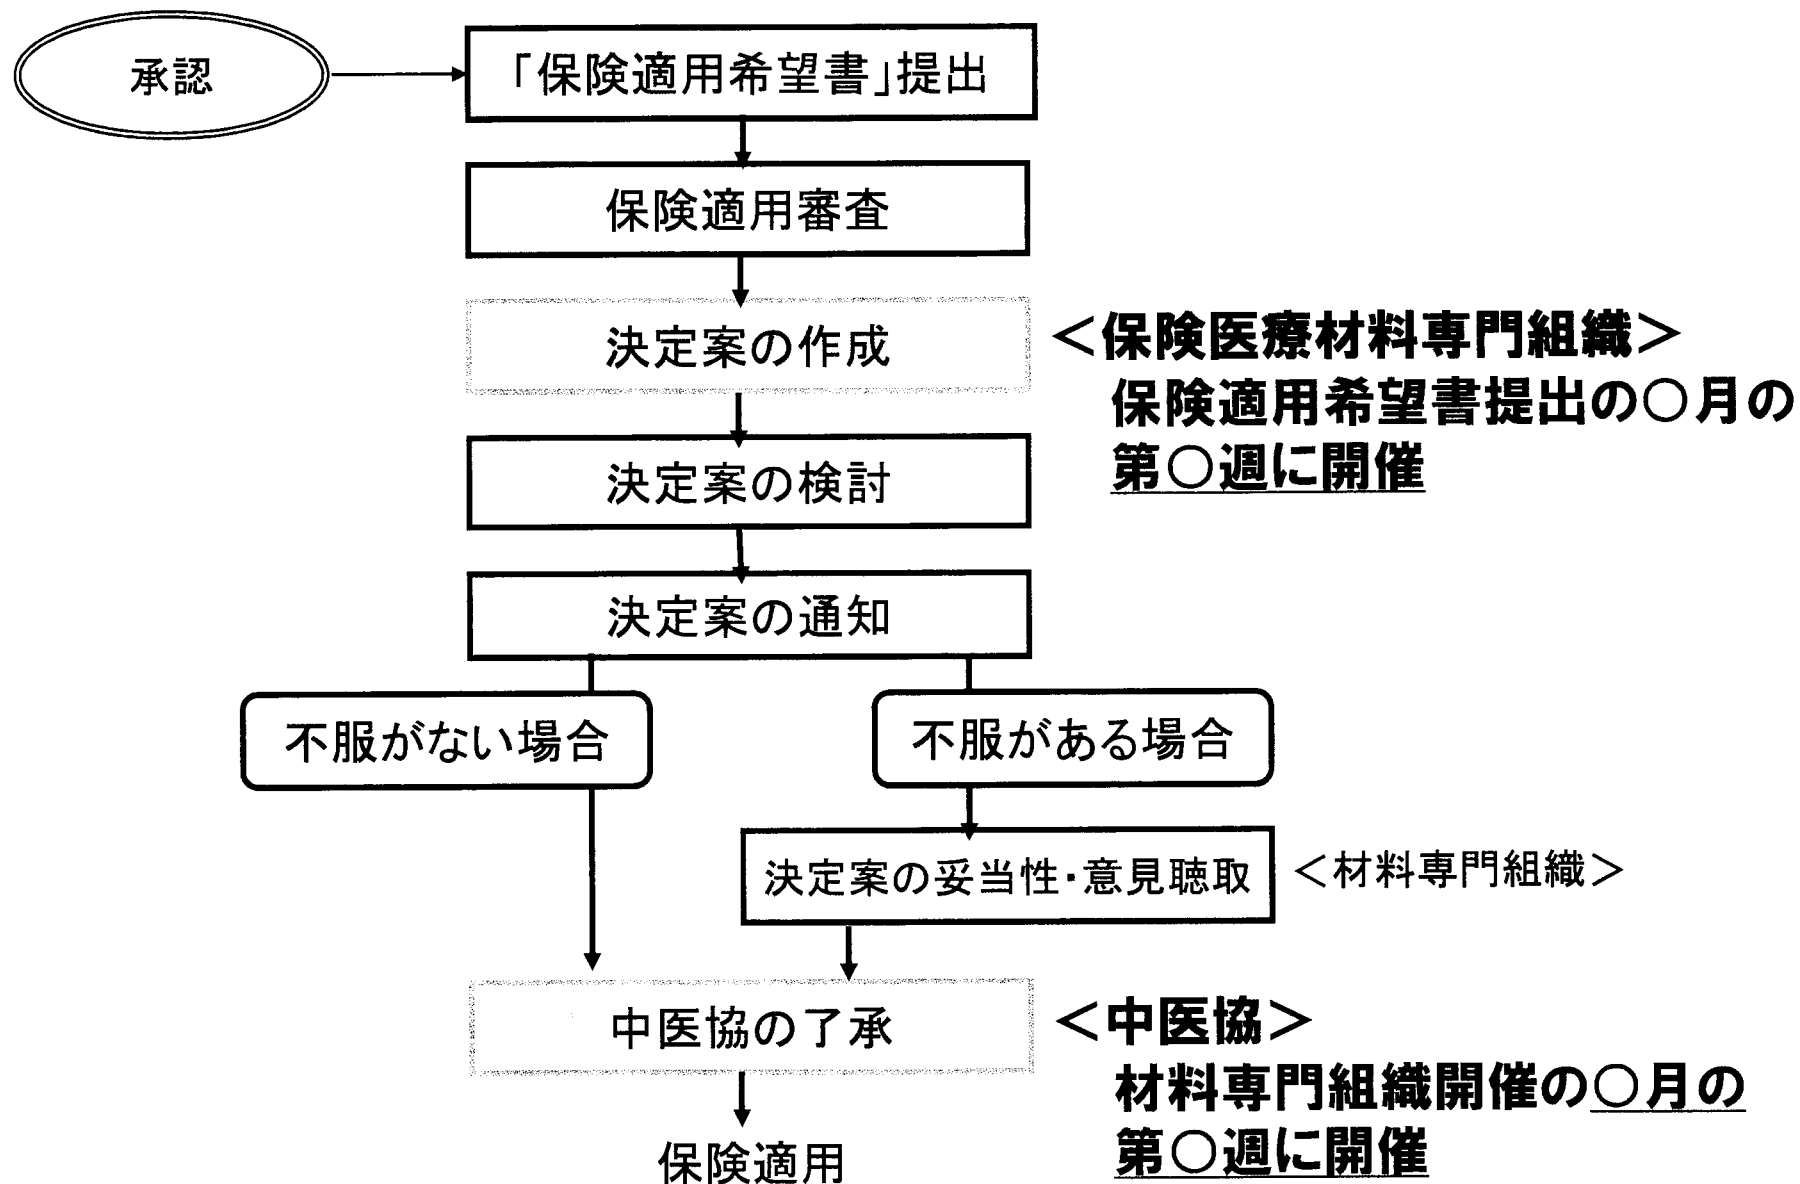 承認
「保険適用希望書」提出
保険適用審査
決定案の作成
＜保険医療材料専門組織＞
保険適用希望書提出の○月の
第○週に開催
決定案の検討
決定案の通知
不服がない場合
不服がある場合
決定案の妥当性・意見聴取
＜材料専門組織＞
中医協の了承
＜中医協＞
材料専門組織開催の○月の
第○週に開催
保険適用